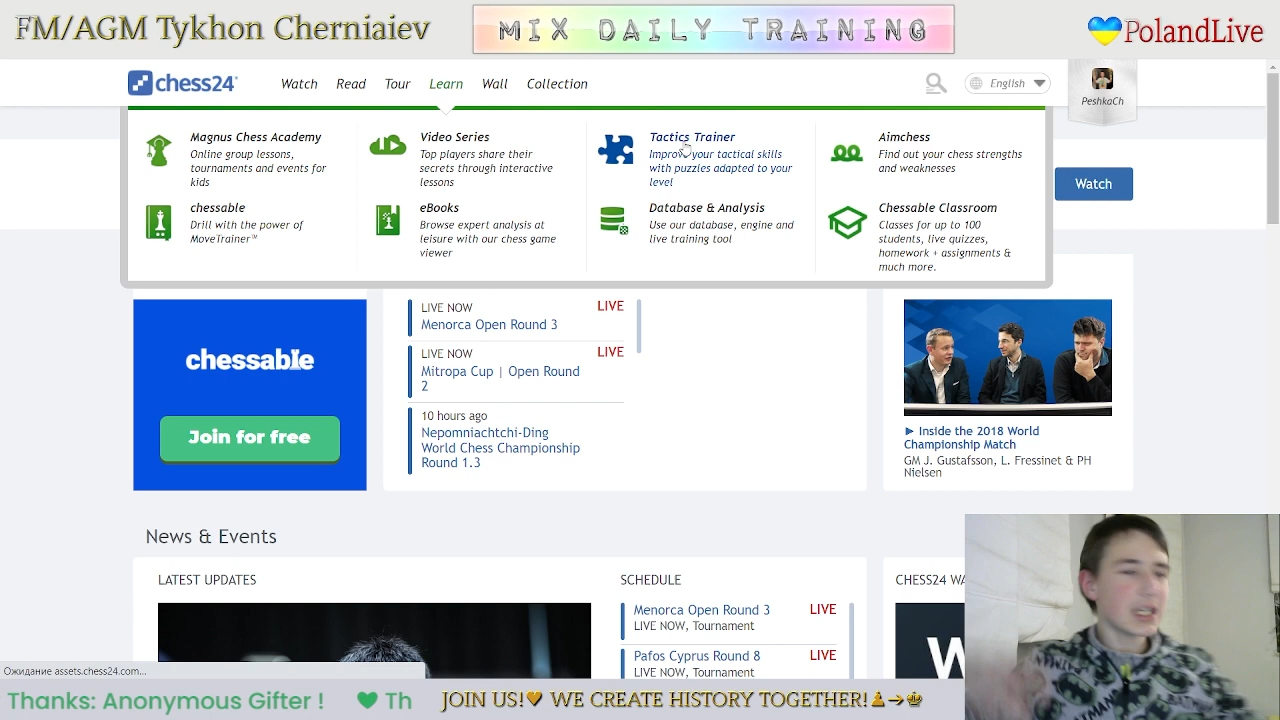 FM/AGM Tykhon Cherniaiev
MIX DAILY TRAINING
PolandLive
chess24
Watch
Read
Tour
Learn
Wall
Collection
English
PeshkaCh
Magnus Chess Academy
Online group lessons,
tournaments and events for
kids
Video Series
Top players share their
secrets through interactive
lessons
Tactics Trainer
Improve your tactical skills
with puzzles adapted to your
level
Aimchess
Find out your chess strengths
and weaknesses
Watch
chessable
Drill with the power of
MoveTrainer™
eBooks
Browse expert analysis at
leisure with our chess game
viewer
Database & Analysis
Use our database, engine and
live training tool
Chessable Classroom
Classes for up to 100
students, live quizzes,
homework + assignments &
much more.
chessable
Join for free
LIVE NOW
LIVE
Menorca Open Round 3
LIVE NOW
LIVE
Mitropa Cup | Open Round
2
10 hours ago
Nepomniachtchi-Ding
World Chess Championship
Round 1.3
Inside the 2018 World
Championship Match
GM J. Gustafsson, L. Fressinet & PH
Nielsen
News & Events
LATEST UPDATES
SCHEDULE
Menorca Open Round 3
LIVE
LIVE NOW, Tournament
Pafos Cyprus Round 8
LIVE
LIVE NOW, Tournament
CHESS24 WA
W
Ожидание assets.chess24.com...
Thanks: Anonymous Gifter !
Th
JOIN US!♥ WE CREATE HISTORY TOGETHER!♟→♚